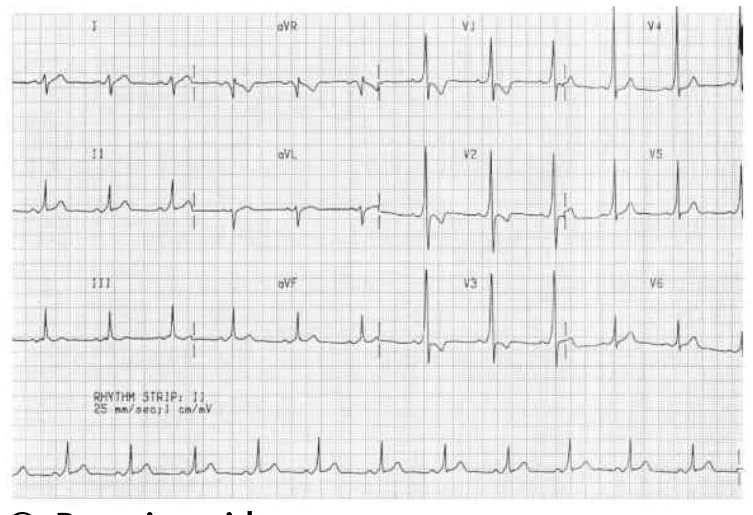 I aVR V1 V4
II aVL V2 V5
III aVF V3 V6
RHYTHM STRIP: II
25 mm/sec;1 cm/mV